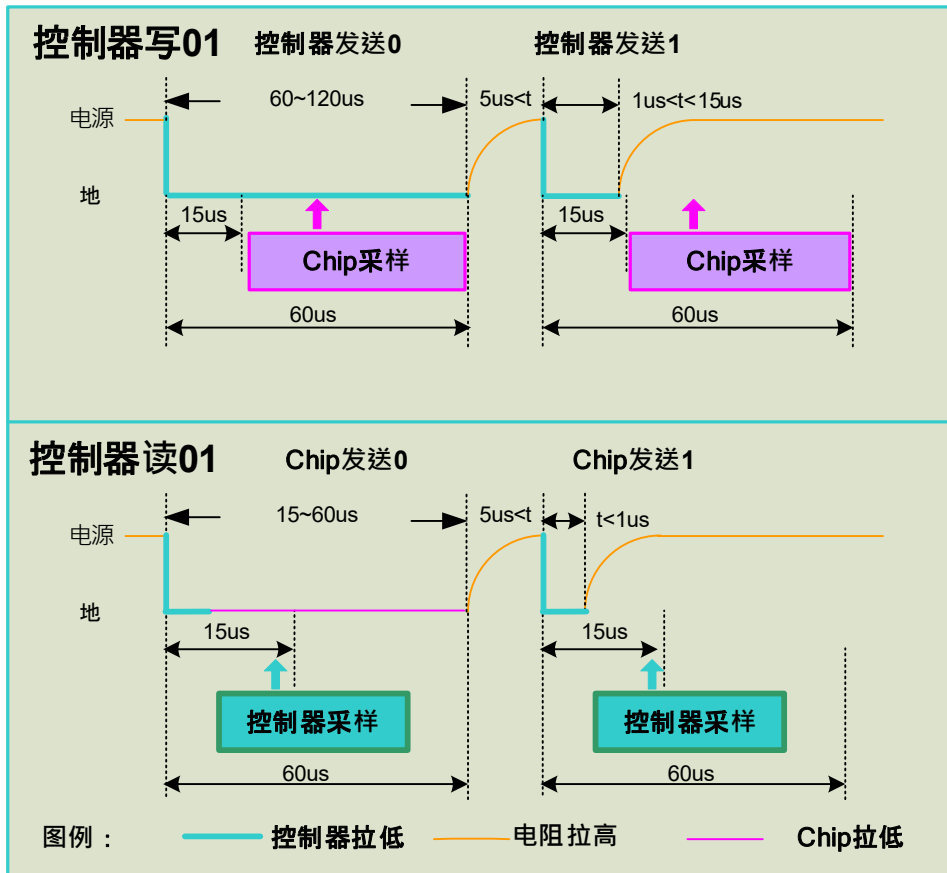 控制器写01
控制器发送0
控制器发送1
60~120us
5us<t
1us<t<15us
电源
地
15us
15us
Chip采样
Chip采样
60us
60us
控制器读01
Chip发送0
Chip发送1
15~60us
5us<t
t<1us
电源
地
15us
15us
控制器采样
控制器采样
60us
60us
图例： 控制器拉低 电阻拉高 Chip拉低